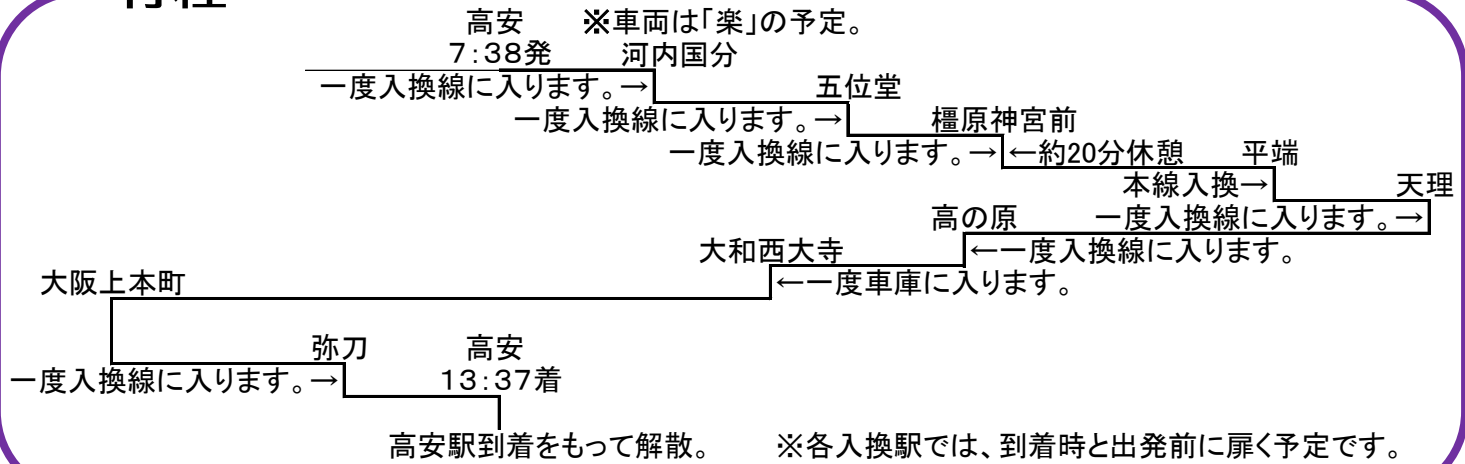 高安 ※車両は「楽」の予定。
7:38発 河内国分
一度入換線に入ります。→ 五位堂
一度入換線に入ります。→ 橿原神宮前
一度入換線に入ります。→ ←約20分休憩 平端
本線入換→ 天理
高の原 一度入換線に入ります。→
大和西大寺 ←一度入換線に入ります。
大阪上本町 ←一度車庫に入ります。
弥刀 高安
一度入換線に入ります。→ 13:37着
高安駅到着をもって解散。 ※各入換駅では、到着時と出発前に扉く予定です。